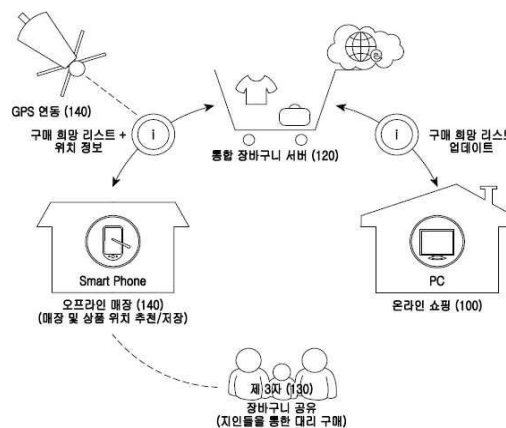 GPS 연동 (140)
구매 희망 리스트 +
위치 정보
i
통합 장바구니 서버 (120)
e
i
구매 희망 리스트
업데이트
Smart Phone
오프라인 매장 (140)
(매장 및 상품 위치 추천/저장)
PC
온라인 쇼핑 (100)
제 3자 (130)
장바구니 공유
(지인들을 통한 대리 구매)